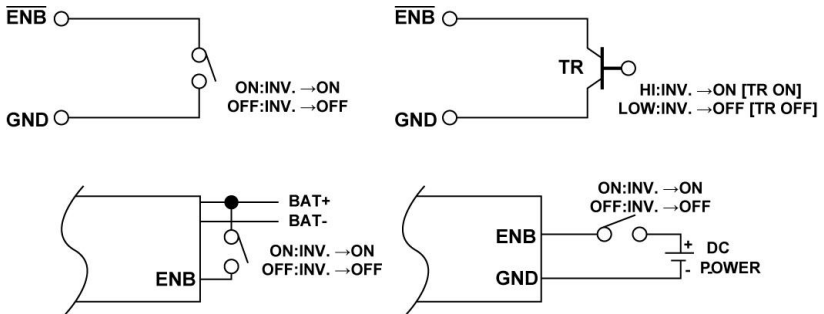 E̅N̅B̅
ON:INV. →ON
OFF:INV. →OFF
GND
E̅N̅B̅
TR
HI:INV. →ON [TR ON]
LOW:INV. →OFF [TR OFF]
GND
BAT+
BAT-
ON:INV. →ON
OFF:INV. →OFF
ENB
ON:INV. →ON
OFF:INV. →OFF
ENB
+ DC
- POWER
GND